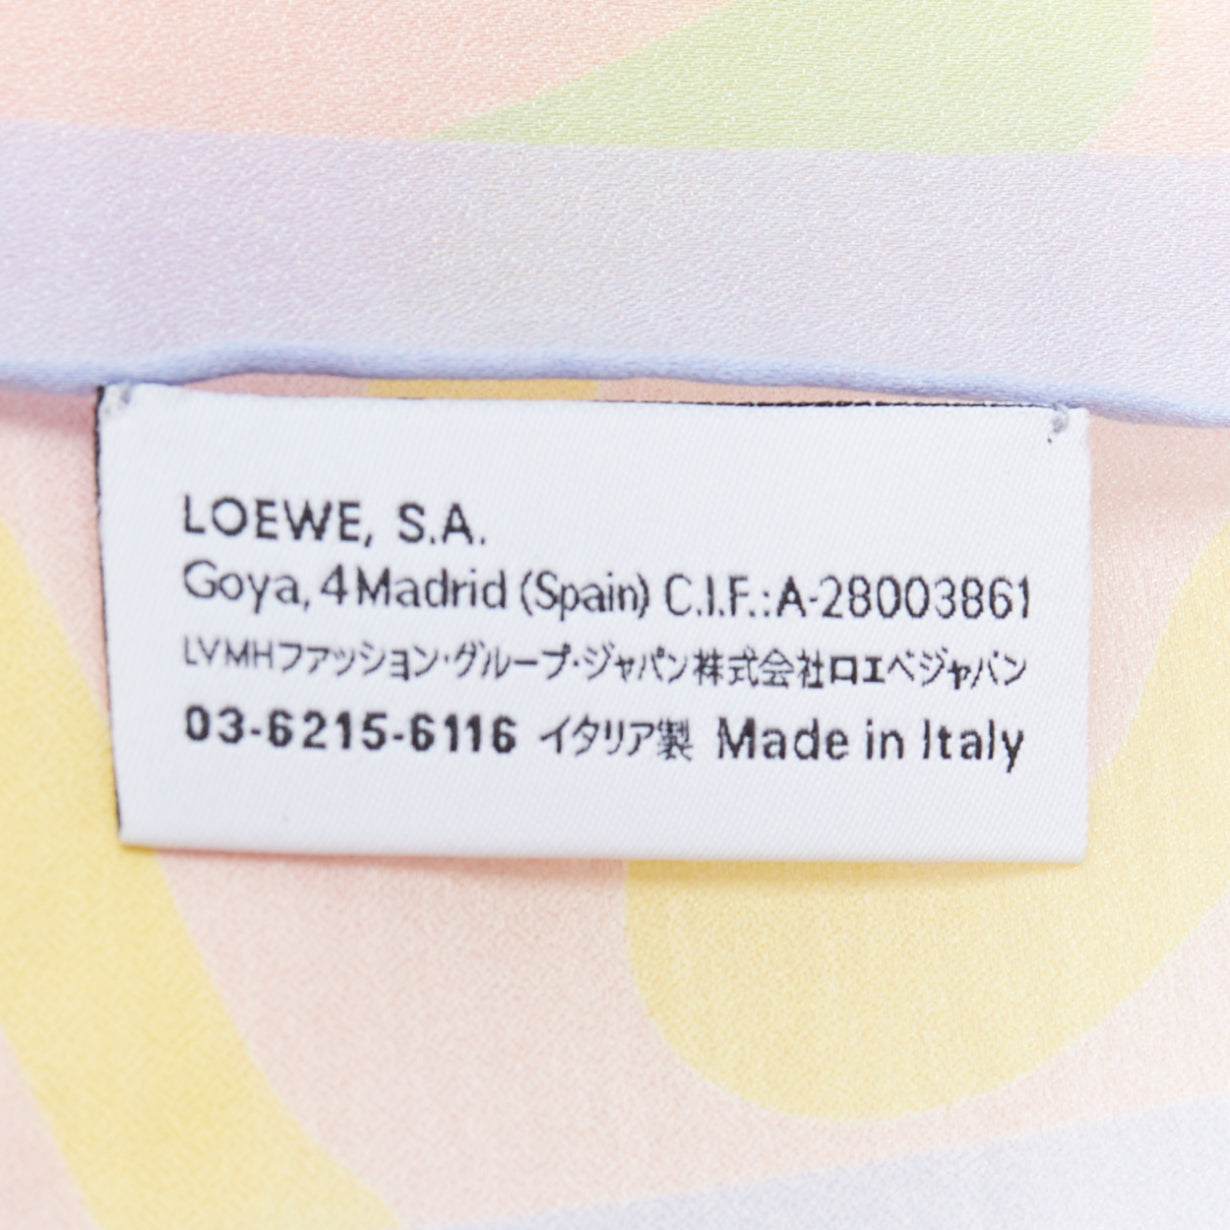 LOEWE, S.A.
Goya, 4 Madrid (Spain) C.I.F.: A-28003861
LVMHファッション・グループ・ジャパン株式会社ロエベジャパン
03-6215-6116 イタリア製 Made in Italy